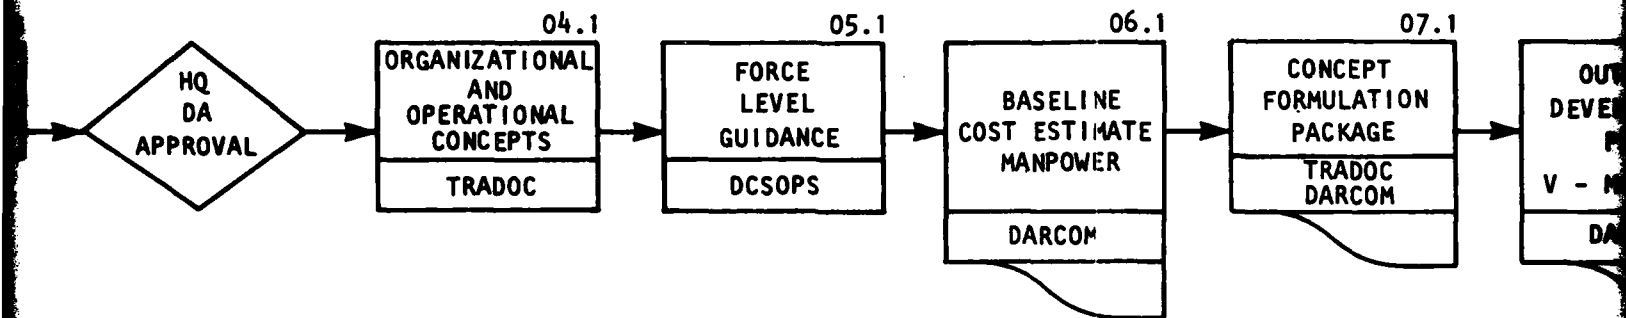 HQ
DA
APPROVAL
04.1
ORGANIZATIONAL
AND
OPERATIONAL
CONCEPTS
TRADOC
05.1
FORCE
LEVEL
GUIDANCE
DCSOPS
06.1
BASELINE
COST ESTIMATE
MANPOWER
DARCOM
07.1
CONCEPT
FORMULATION
PACKAGE
TRADOC
DARCOM
V -